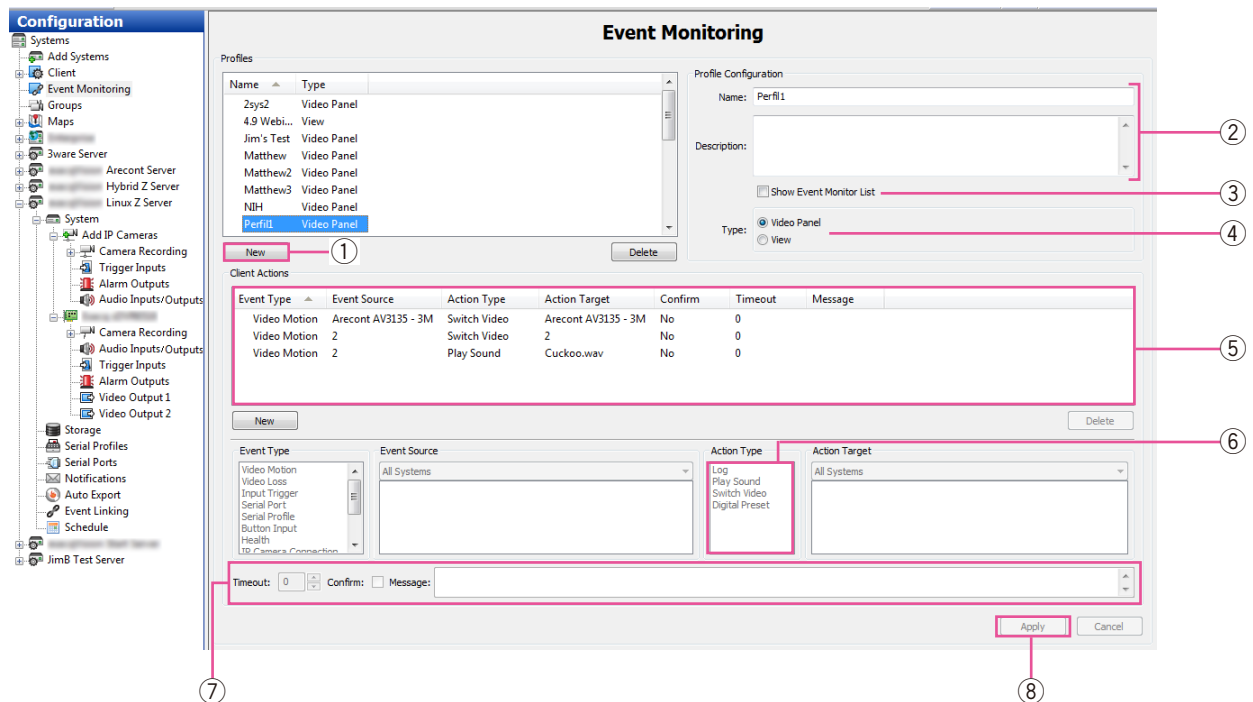 Configuration
Systems
Add Systems
Client
Event Monitoring
Groups
Maps
3ware Server
Arecont Server
Hybrid Z Server
Linux Z Server
System
Add IP Cameras
Camera Recording
Trigger Inputs
Alarm Outputs
Audio Inputs/Outputs
Camera Recording
Audio Inputs/Outputs
Trigger Inputs
Alarm Outputs
Video Output 1
Video Output 2
Storage
Serial Profiles
Serial Ports
Notifications
Auto Export
Event Linking
Schedule
JimB Test Server
Event Monitoring
Profiles
Name Type
2sys2 Video Panel
4.9 Webi... View
Jim's Test Video Panel
Matthew Video Panel
Matthew2 Video Panel
Matthew3 Video Panel
NIH Video Panel
Perfil1 Video Panel
New
1
Delete
Profile Configuration
Name: Perfil1
Description:
2
Show Event Monitor List
3
Type: Video Panel
View
4
Client Actions
Event Type Event Source Action Type Action Target Confirm Timeout Message
Video Motion Arecont AV3135 - 3M Switch Video Arecont AV3135 - 3M No 0
Video Motion 2 Switch Video 2 No 0
Video Motion 2 Play Sound Cuckoo.wav No 0
5
New
Delete
6
Event Type
Video Motion
Video Loss
Input Trigger
Serial Port
Serial Profile
Button Input
Health
IP Camera Connection
Event Source
All Systems
Action Type
Log
Play Sound
Switch Video
Digital Preset
Action Target
All Systems
Timeout: 0 Confirm: Message:
Apply
Cancel
7
8